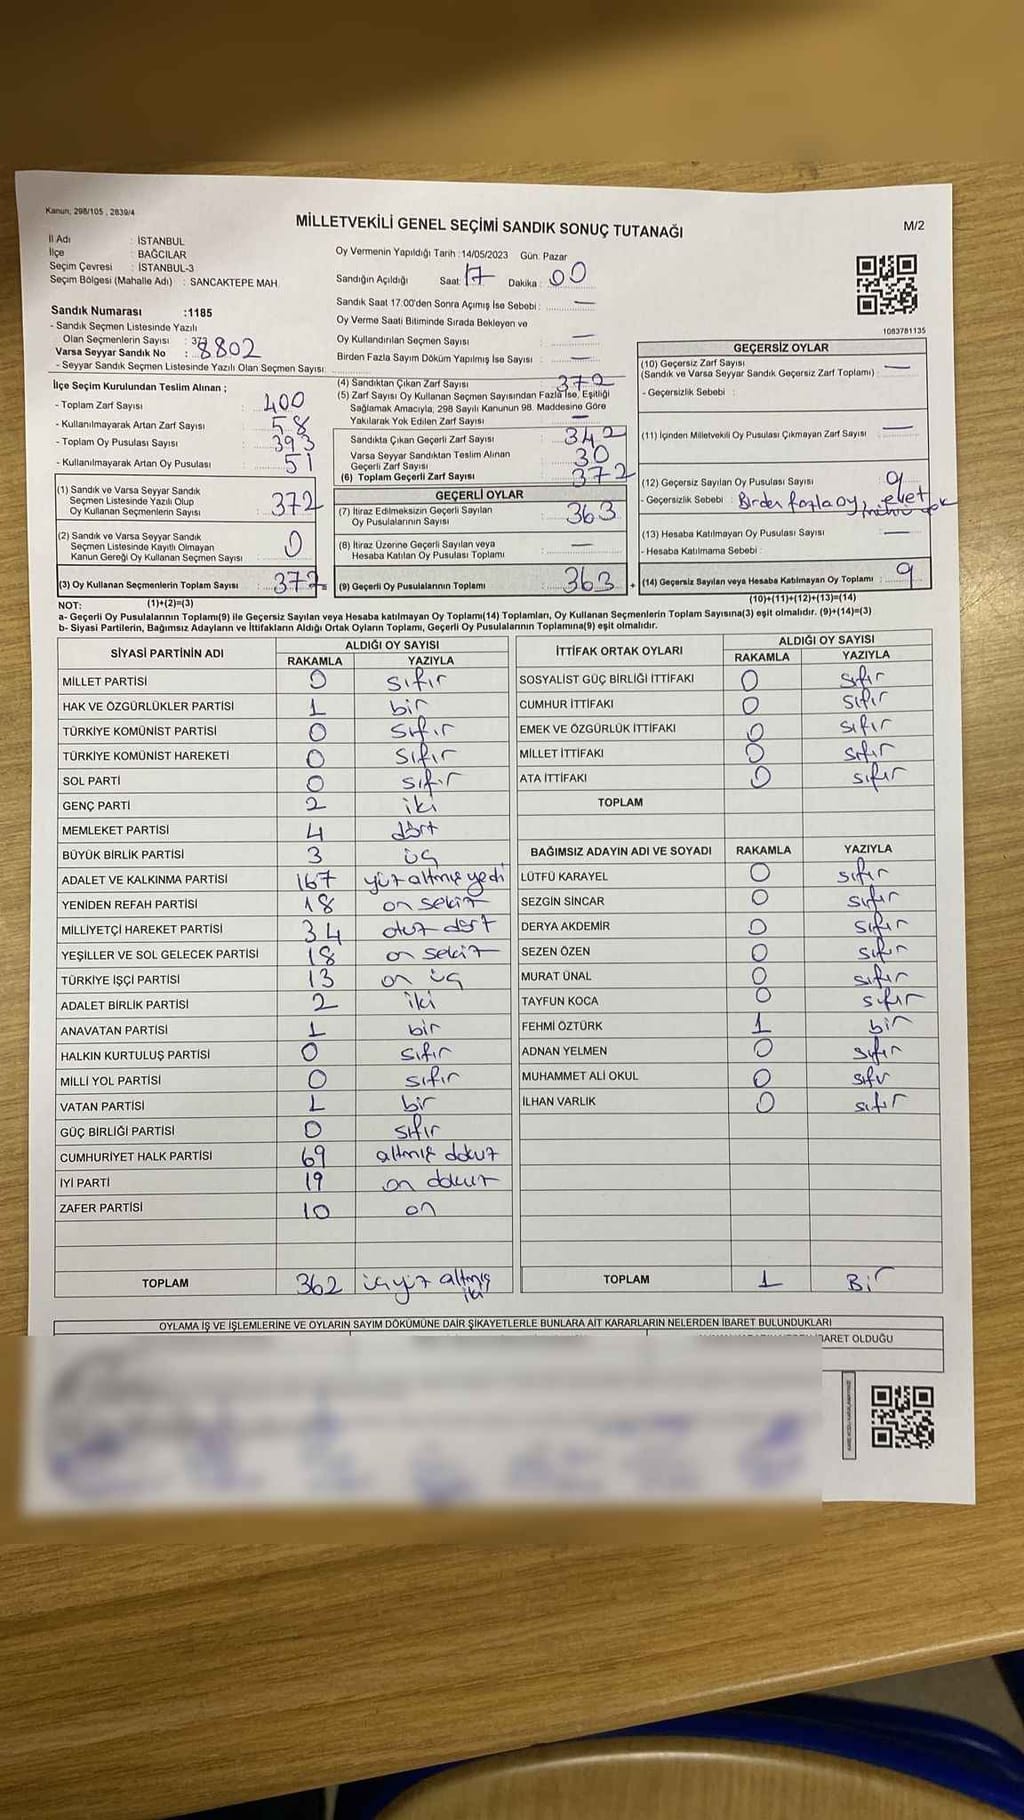 Kanun, 298/105 , 2839/4
MİLLETVEKİLİ GENEL SEÇİMİ SANDIK SONUÇ TUTANAĞI
M/2
İl Adı : İSTANBUL
İlçe : BAĞCILAR
Seçim Çevresi : İSTANBUL-3
Seçim Bölgesi (Mahalle Adı) : SANCAKTEPE MAH.
Oy Vermenin Yapıldığı Tarih :14/05/2023 Gün: Pazar
Sandığın Açıldığı Saat: 17 Dakika : 00
Sandık Saat 17:00'den Sonra Açımış İse Sebebi : —
Oy Verme Saati Bitiminde Sırada Bekleyen ve
Oy Kullandırılan Seçmen Sayısı —
Birden Fazla Sayım Döküm Yapılmış İse Sayısı : —
1083781135
Sandık Numarası :1185
- Sandık Seçmen Listesinde Yazılı
Olan Seçmenlerin Sayısı :
Varsa Seyyar Sandık No : 8802
- Seyyar Sandık Seçmen Listesinde Yazılı Olan Seçmen Sayısı:
İlçe Seçim Kurulundan Teslim Alınan ;
- Toplam Zarf Sayısı : 400
- Kullanılmayarak Artan Zarf Sayısı : 58
- Toplam Oy Pusulası Sayısı : 393
- Kullanılmayarak Artan Oy Pusulası : 51
(1) Sandık ve Varsa Seyyar Sandık
Seçmen Listesinde Yazılı Olup
Oy Kullanan Seçmenlerin Sayısı : 372
(2) Sandık ve Varsa Seyyar Sandık
Seçmen Listesinde Kayıtlı Olmayan
Kanun Gereği Oy Kullanan Seçmen Sayısı : 0
(3) Oy Kullanan Seçmenlerin Toplam Sayısı : 372
(4) Sandıktan Çıkan Zarf Sayısı 372
(5) Zarf Sayısı Oy Kullanan Seçmen Sayısından Fazla İse, Eşitliği
Sağlamak Amacıyla, 298 Sayılı Kanunun 98. Maddesine Göre
Yakılarak Yok Edilen Zarf Sayısı : —
Sandıkta Çıkan Geçerli Zarf Sayısı : 342
Varsa Seyyar Sandıktan Teslim Alınan
Geçerli Zarf Sayısı : 30
(6) Toplam Geçerli Zarf Sayısı : 372
GEÇERLİ OYLAR
(7) İtiraz Edilmeksizin Geçerli Sayılan
Oy Pusulalarının Sayısı : 363
(8) İtiraz Üzerine Geçerli Sayılan veya
Hesaba Katılan Oy Pusulası Toplamı : —
(9) Geçerli Oy Pusulalarının Toplamı : 363
GEÇERSİZ OYLAR
(10) Geçersiz Zarf Sayısı
(Sandık ve Varsa Seyyar Sandık Geçersiz Zarf Toplamı) : —
- Geçersizlik Sebebi :
(11) İçinden Milletvekili Oy Pusulası Çıkmayan Zarf Sayısı : —
(12) Geçersiz Sayılan Oy Pusulası Sayısı : 9
- Geçersizlik Sebebi : Birden fazla oy, evet
(13) Hesaba Katılmayan Oy Pusulası Sayısı : —
- Hesaba Katılmama Sebebi :
(14) Geçersiz Sayılan veya Hesaba Katılmayan Oy Toplamı : 9
NOT: (1)+(2)=(3)
(10)+(11)+(12)+(13)=(14)
a- Geçerli Oy Pusulalarının Toplamı(9) ile Geçersiz Sayılan veya Hesaba katılmayan Oy Toplamı(14) Toplamları, Oy Kullanan Seçmenlerin Toplam Sayısına(3) eşit olmalıdır. (9)+(14)=(3)
b- Siyasi Partilerin, Bağımsız Adayların ve İttifakların Aldığı Ortak Oyların Toplamı, Geçerli Oy Pusulalarının Toplamına(9) eşit olmalıdır.
SİYASİ PARTİNİN ADI ALDIĞI OY SAYISI
RAKAMLA YAZIYLA
MİLLET PARTİSİ 0 sıfır
HAK VE ÖZGÜRLÜKLER PARTİSİ 1 bir
TÜRKİYE KOMÜNİST PARTİSİ 0 sıfır
TÜRKİYE KOMÜNİST HAREKETİ 0 sıfır
SOL PARTİ 0 sıfır
GENÇ PARTİ 2 iki
MEMLEKET PARTİSİ 4 dört
BÜYÜK BİRLİK PARTİSİ 3 üç
ADALET VE KALKINMA PARTİSİ 167 yüz altmış yedi
YENİDEN REFAH PARTİSİ 18 on sekiz
MİLLİYETÇİ HAREKET PARTİSİ 34 otuz dört
YEŞİLLER VE SOL GELECEK PARTİSİ 18 on sekiz
TÜRKİYE İŞÇİ PARTİSİ 13 on üç
ADALET BİRLİK PARTİSİ 2 iki
ANAVATAN PARTİSİ 1 bir
HALKIN KURTULUŞ PARTİSİ 0 sıfır
MİLLİ YOL PARTİSİ 0 sıfır
VATAN PARTİSİ 1 bir
GÜÇ BİRLİĞİ PARTİSİ 0 sıfır
CUMHURİYET HALK PARTİSİ 69 altmış dokuz
İYİ PARTİ 19 on dokuz
ZAFER PARTİSİ 10 on
TOPLAM 362 üçyüz altmış iki
İTTİFAK ORTAK OYLARI ALDIĞI OY SAYISI
RAKAMLA YAZIYLA
SOSYALİST GÜÇ BİRLİĞİ İTTİFAKI 0 sıfır
CUMHUR İTTİFAKI 0 sıfır
EMEK VE ÖZGÜRLÜK İTTİFAKI 0 sıfır
MİLLET İTTİFAKI 0 sıfır
ATA İTTİFAKI 0 sıfır
TOPLAM
BAĞIMSIZ ADAYIN ADI VE SOYADI RAKAMLA YAZIYLA
LÜTFÜ KARAYEL 0 sıfır
SEZGİN SİNCAR 0 sıfır
DERYA AKDEMİR 0 sıfır
SEZEN ÖZEN 0 sıfır
MURAT ÜNAL 0 sıfır
TAYFUN KOCA 0 sıfır
FEHMİ ÖZTÜRK 1 bir
ADNAN YELMEN 0 sıfır
MUHAMMET ALİ OKUL 0 sıfır
İLHAN VARLIK 0 sıfır
TOPLAM 1 Bir
OYLAMA İŞ VE İŞLEMLERİNE VE OYLARIN SAYIM DÖKÜMÜNE DAİR ŞİKAYETLERLE BUNLARA AİT KARARLARIN NELERDEN İBARET BULUNDUKLARI
İBARET OLDUĞU